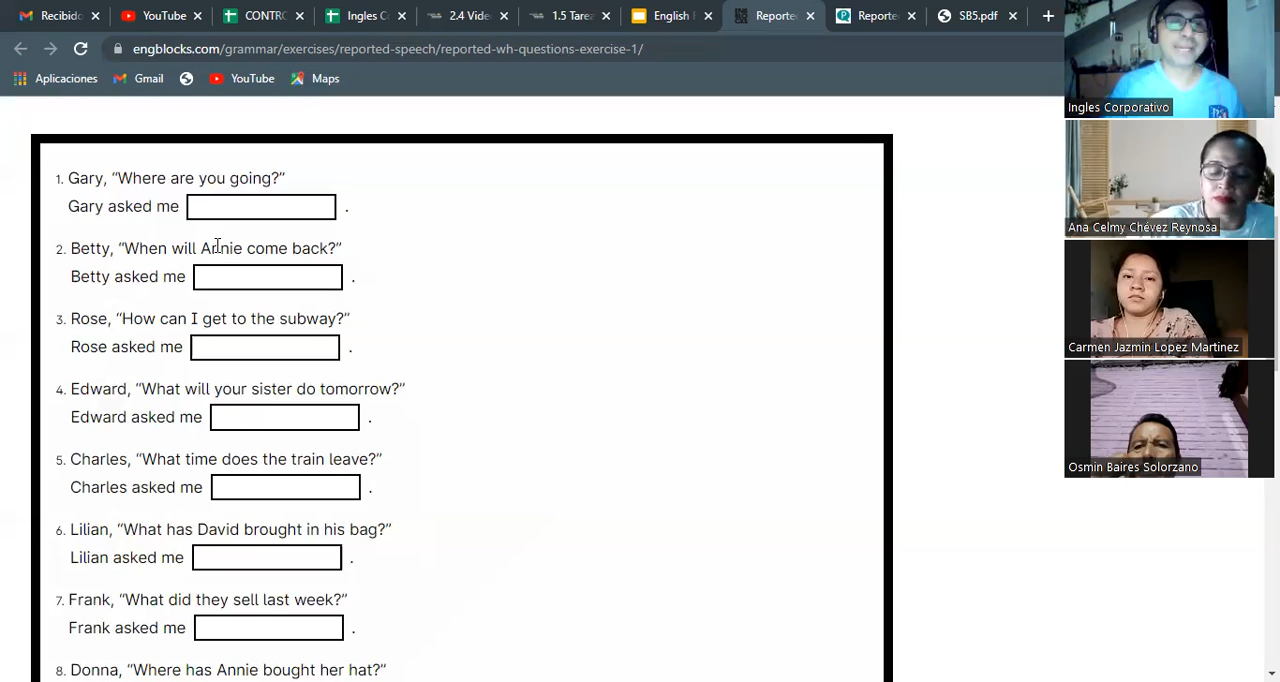 Recibido
YouTube
CONTRO
Ingles Co
2.4 Vide
1.5 Tarea
English
Reporte
Reporte
SB5.pdf
engblocks.com/grammar/exercises/reported-speech/reported-wh-questions-exercise-1/
Aplicaciones
Gmail
YouTube
Maps
1. Gary, “Where are you going?”
Gary asked me .
2. Betty, “When will Annie come back?”
Betty asked me .
3. Rose, “How can I get to the subway?”
Rose asked me .
4. Edward, “What will your sister do tomorrow?”
Edward asked me .
5. Charles, “What time does the train leave?”
Charles asked me .
6. Lilian, “What has David brought in his bag?”
Lilian asked me .
7. Frank, “What did they sell last week?”
Frank asked me .
8. Donna, “Where has Annie bought her hat?”
Ingles Corporativo
Ana Celmy Chévez Reynosa
Carmen Jazmin Lopez Martinez
Osmin Baires Solorzano